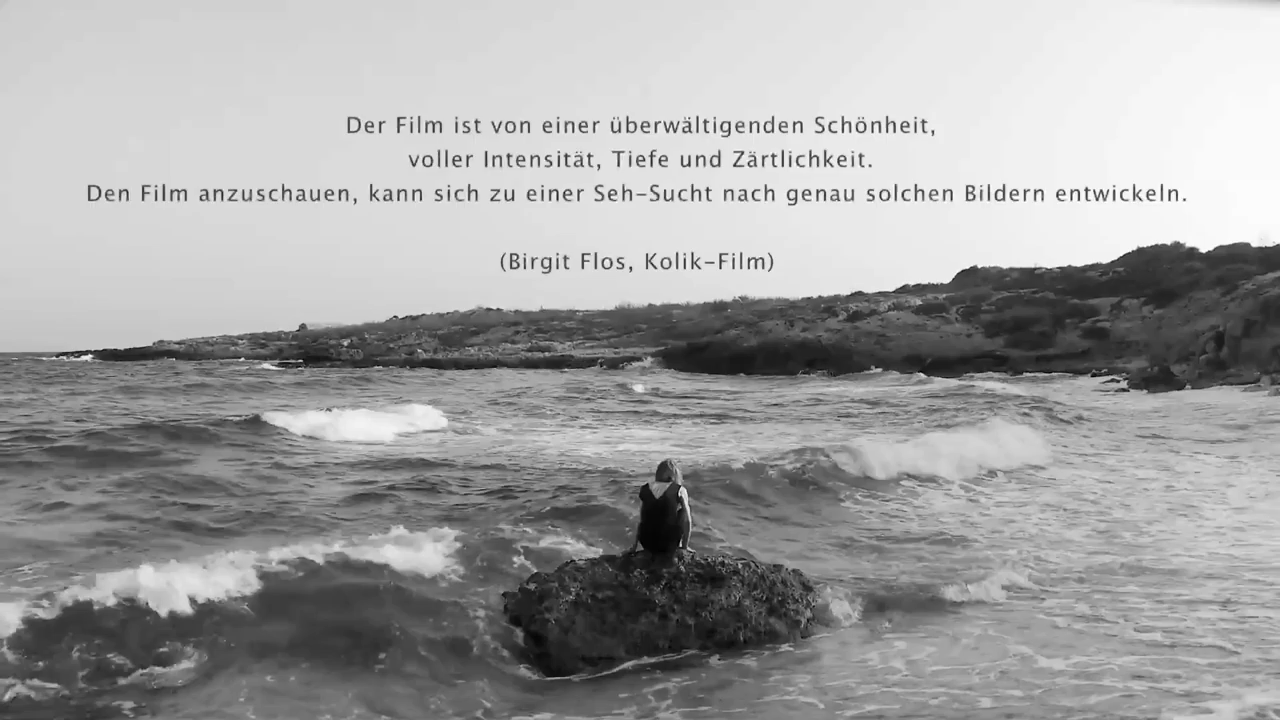 Der Film ist von einer überwältigenden Schönheit,
voller Intensität, Tiefe und Zärtlichkeit.
Den Film anzuschauen, kann sich zu einer Seh-Sucht nach genau solchen Bildern entwickeln.
(Birgit Flos, Kolik-Film)